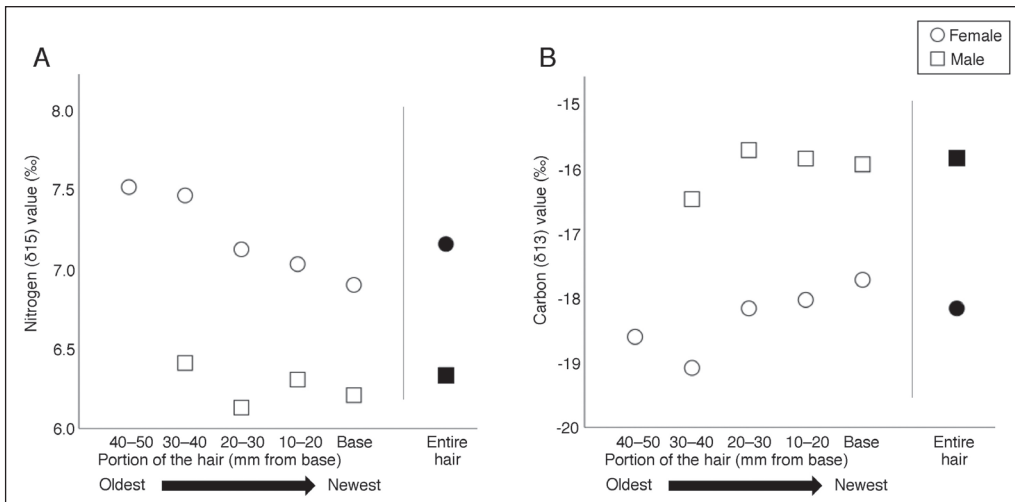 Female
Male
A
Nitrogen (δ15) value (‰)
8.0
7.5
7.0
6.5
6.0
40–50 30–40 20–30 10–20 Base Entire hair
Portion of the hair (mm from base)
Oldest Newest
B
Carbon (δ13) value (‰)
-15
-16
-17
-18
-19
-20
40–50 30–40 20–30 10–20 Base Entire hair
Portion of the hair (mm from base)
Oldest Newest